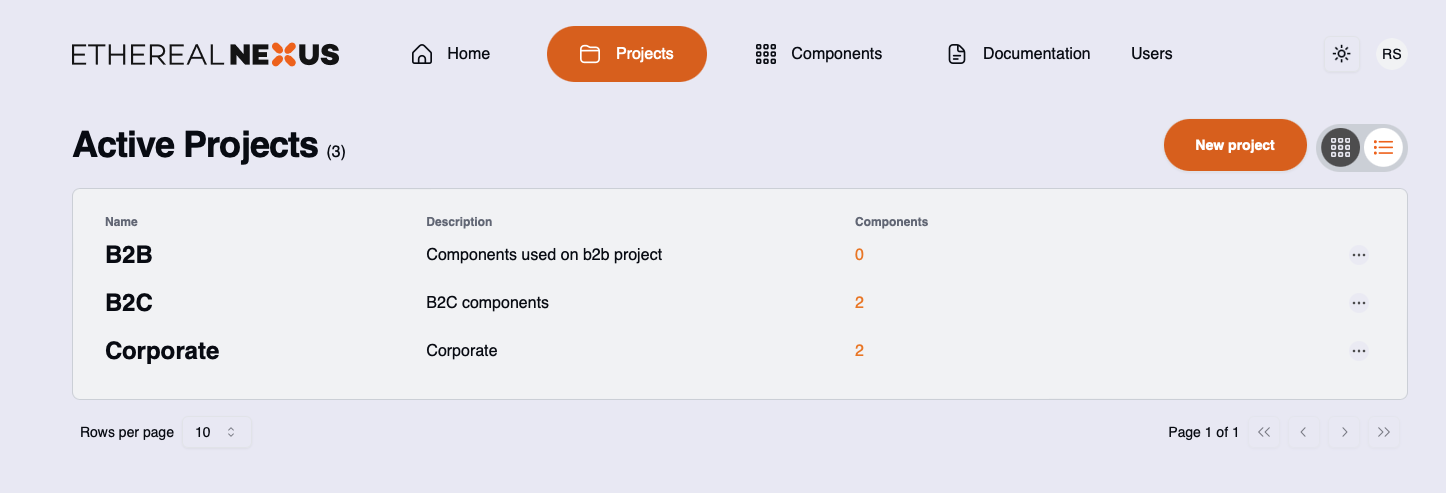 ETHEREAL NEXUS Home Projects Components Documentation Users RS
Active Projects (3) New project
Name Description Components
B2B Components used on b2b project 0
B2C B2C components 2
Corporate Corporate 2
Rows per page 10 Page 1 of 1